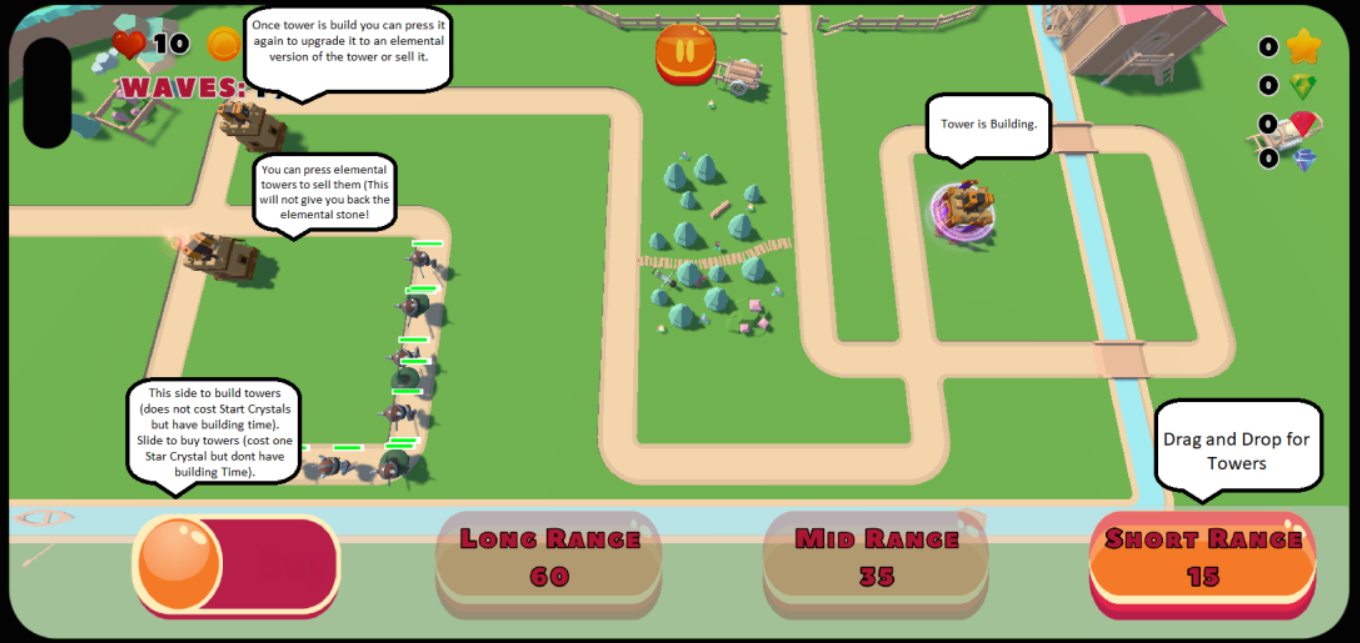 10
WAVES:
Once tower is build you can press it
again to upgrade it to an elemental
version of the tower or sell it.
0
0
0
0
Tower is Building.
You can press elemental
towers to sell them (This
will not give you back the
elemental stone!
This side to build towers
(does not cost Start Crystals
but have building time).
Slide to buy towers (cost one
Star Crystal but dont have
building Time).
Drag and Drop for
Towers
LONG RANGE
60
MID RANGE
35
SHORT RANGE
15